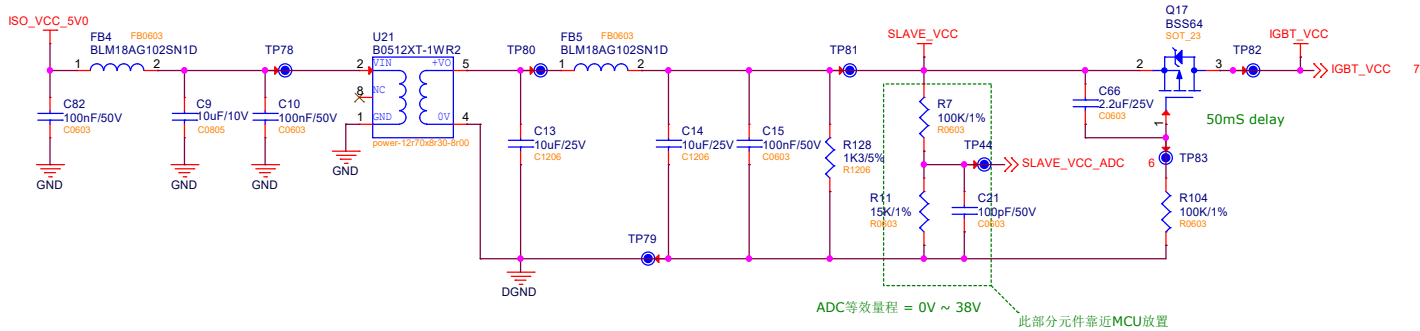 ISO_VCC_5V0
FB4
FB0603
BLM18AG102SN1D
1
2
TP78
C82
100nF/50V
C0603
GND
C9
10uF/10V
C0805
GND
C10
100nF/50V
C0603
GND
U21
B0512XT-1WR2
2
VIN
+VO
5
8
NC
1
GND
0V
4
power-12r70x8r30-8r00
GND
TP80
FB5
FB0603
BLM18AG102SN1D
1
2
C13
10uF/25V
C1206
DGND
TP79
C14
10uF/25V
C1206
C15
100nF/50V
C0603
TP81
R128
1K3/5%
R1206
SLAVE_VCC
R7
100K/1%
R0603
TP44
SLAVE_VCC_ADC
6
R11
15K/1%
R0603
C21
100pF/50V
C0603
ADC等效量程 = 0V ~ 38V
此部分元件靠近MCU放置
C66
2.2uF/25V
C0603
Q17
BSS64
SOT_23
2
3
1
50mS delay
TP83
R104
100K/1%
R0603
TP82
IGBT_VCC
IGBT_VCC
7